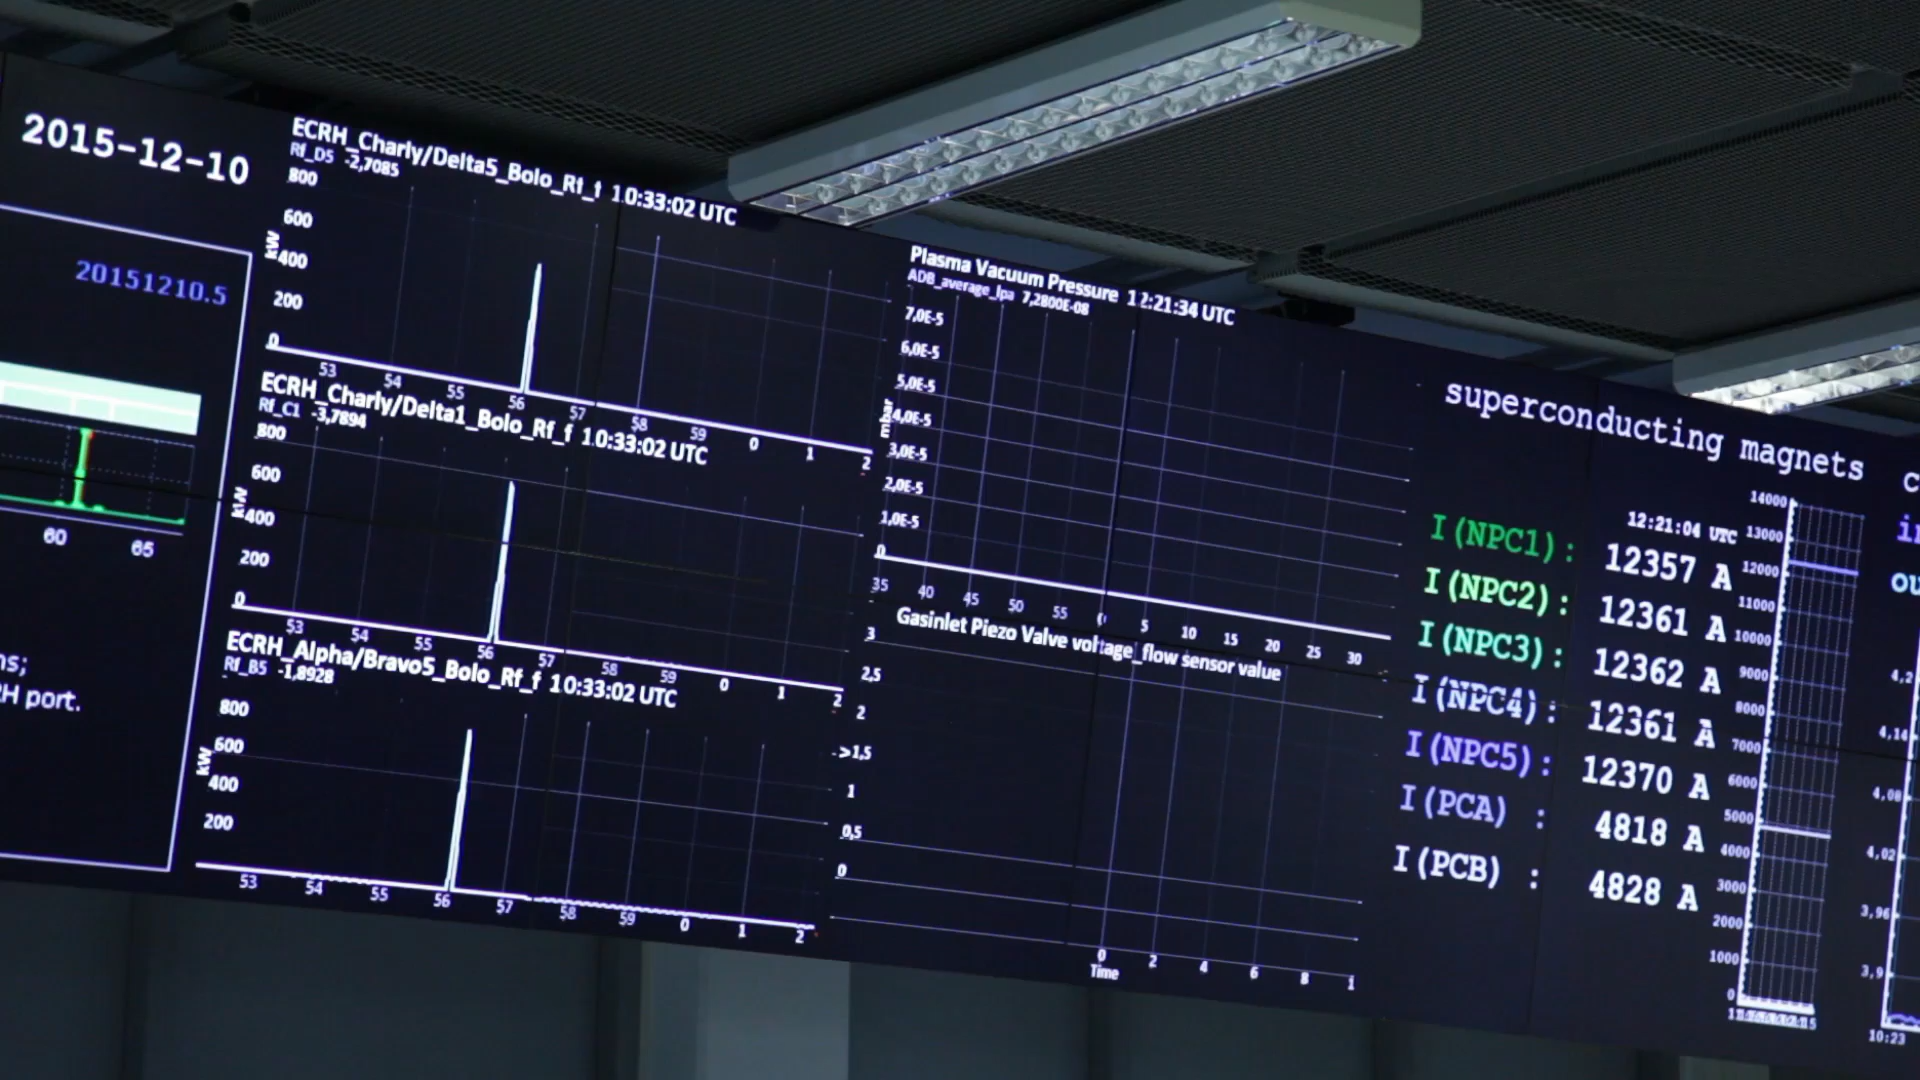 2015-12-10
20151210.5
60 65
ns;
H port.
ECRH_Charly/Delta5_Bolo_Rf_f 10:33:02 UTC
Rf_D5 -2,7085
800
600
kW
400
200
0
53 54 55 56 57 58 59 0 1 2
ECRH_Charly/Delta1_Bolo_Rf_f 10:33:02 UTC
Rf_C1 -3,7894
800
600
kW
400
200
0
53 54 55 56 57 58 59 0 1 2
ECRH_Alpha/Bravo5_Bolo_Rf_f 10:33:02 UTC
Rf_B5 -1,8928
800
600
kW
400
200
53 54 55 56 57 58 59 0 1 2
Plasma Vacuum Pressure 12:21:34 UTC
ADB_average_lpa 7,2800E-08
7,0E-5
6,0E-5
5,0E-5
mbar
4,0E-5
3,0E-5
2,0E-5
1,0E-5
0
35 40 45 50 55 0 5 10 15 20 25 30
Gasinlet Piezo Valve voltage_flow sensor value
3
2,5
2
>1,5
1
0,5
0
0 2 4 6 8 1
Time
superconducting magnets
12:21:04 UTC
I(NPC1): 12357 A
I(NPC2): 12361 A
I(NPC3): 12362 A
I(NPC4): 12361 A
I(NPC5): 12370 A
I(PCA) : 4818 A
I(PCB) : 4828 A
14000
13000
12000
11000
10000
9000
8000
7000
6000
5000
4000
3000
2000
1000
0
c
in
ou
4,2
4,14
4,08
4,02
3,96
3,9
10:23